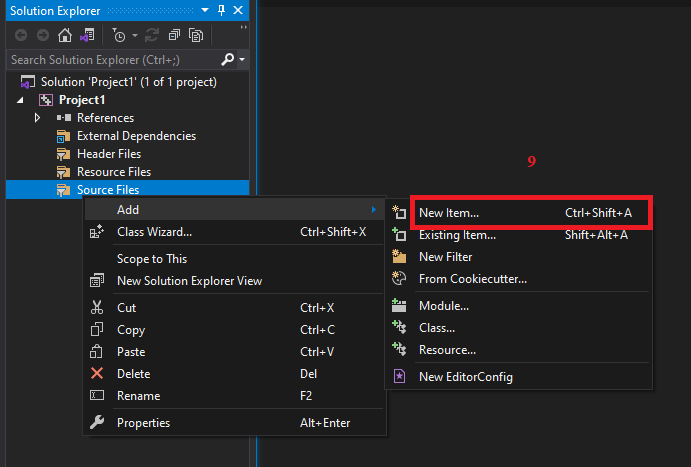 Solution Explorer
Search Solution Explorer (Ctrl+;)
Solution 'Project1' (1 of 1 project)
Project1
References
External Dependencies
Header Files
Resource Files
Source Files
9
Add
Class Wizard... Ctrl+Shift+X
Scope to This
New Solution Explorer View
Cut Ctrl+X
Copy Ctrl+C
Paste Ctrl+V
Delete Del
Rename F2
Properties Alt+Enter
New Item... Ctrl+Shift+A
Existing Item... Shift+Alt+A
New Filter
From Cookiecutter...
Module...
Class...
Resource...
New EditorConfig